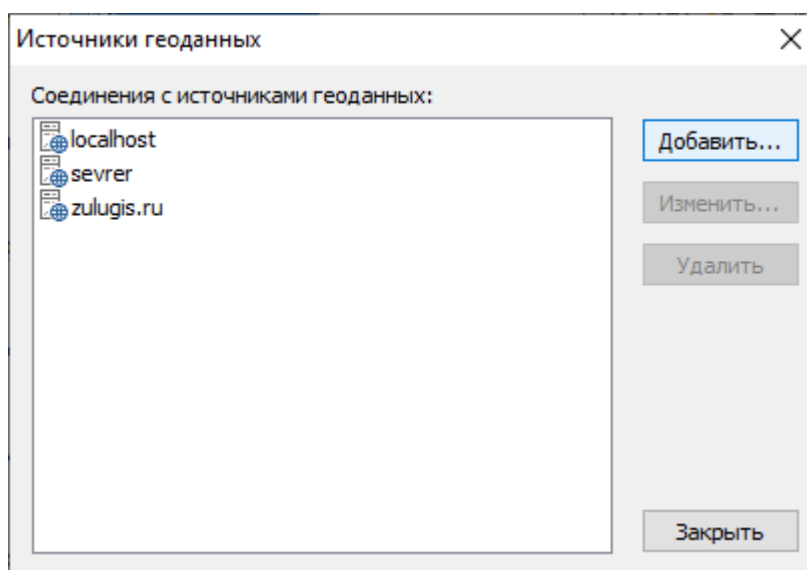 Источники геоданных
Соединения с источниками геоданных:
localhost
sevrer
zulugis.ru
Добавить...
Изменить...
Удалить
Закрыть